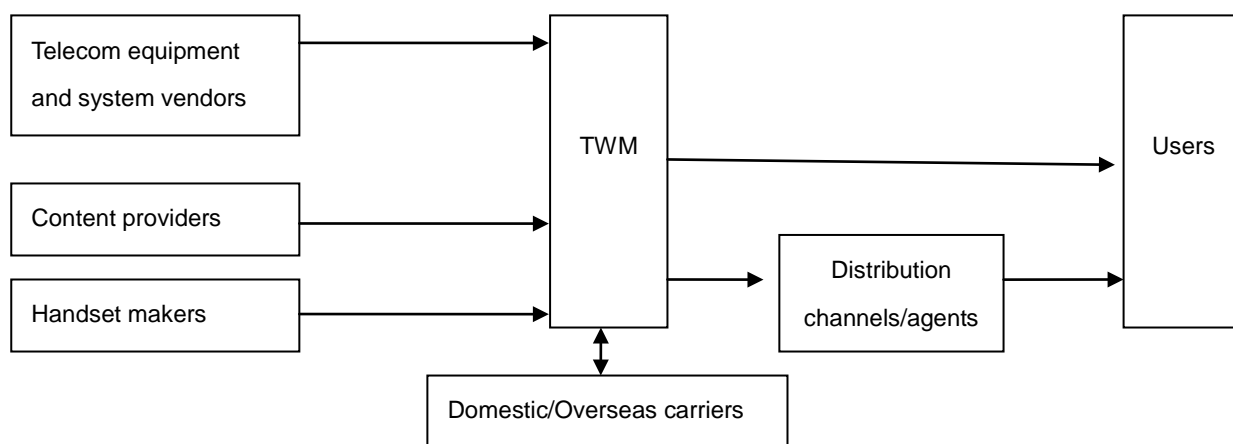 Telecom equipment
and system vendors
TWM
Users
Content providers
Distribution
channels/agents
Handset makers
Domestic/Overseas carriers